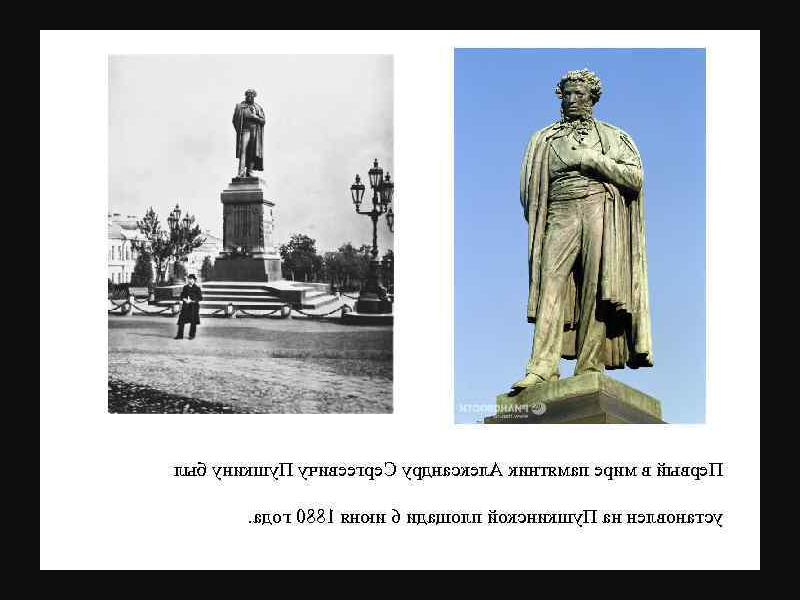 Первый в мире памятник Александру Сергеевичу Пушкину был
установлен на Пушкинской площади 6 июня 1880 года.